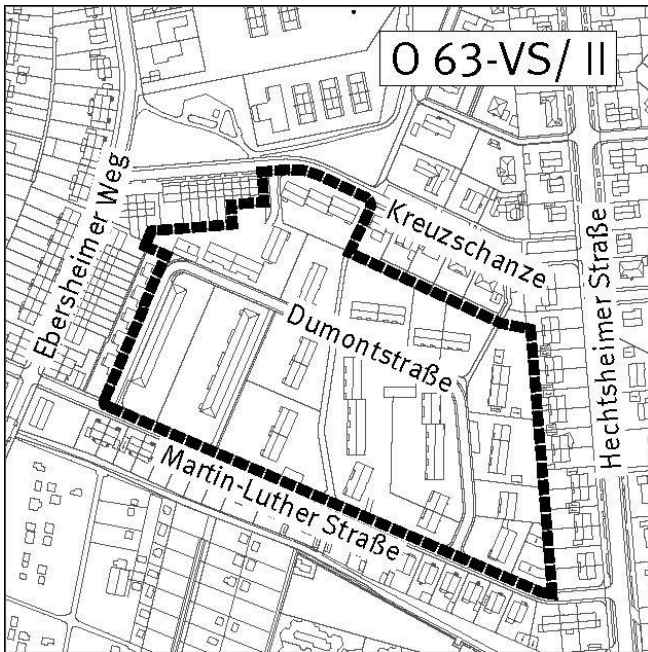 O 63-VS/ II
Ebersheimer Weg
Kreuzschanze
Dumontstraße
Hechtsheimer Straße
Martin-Luther Straße